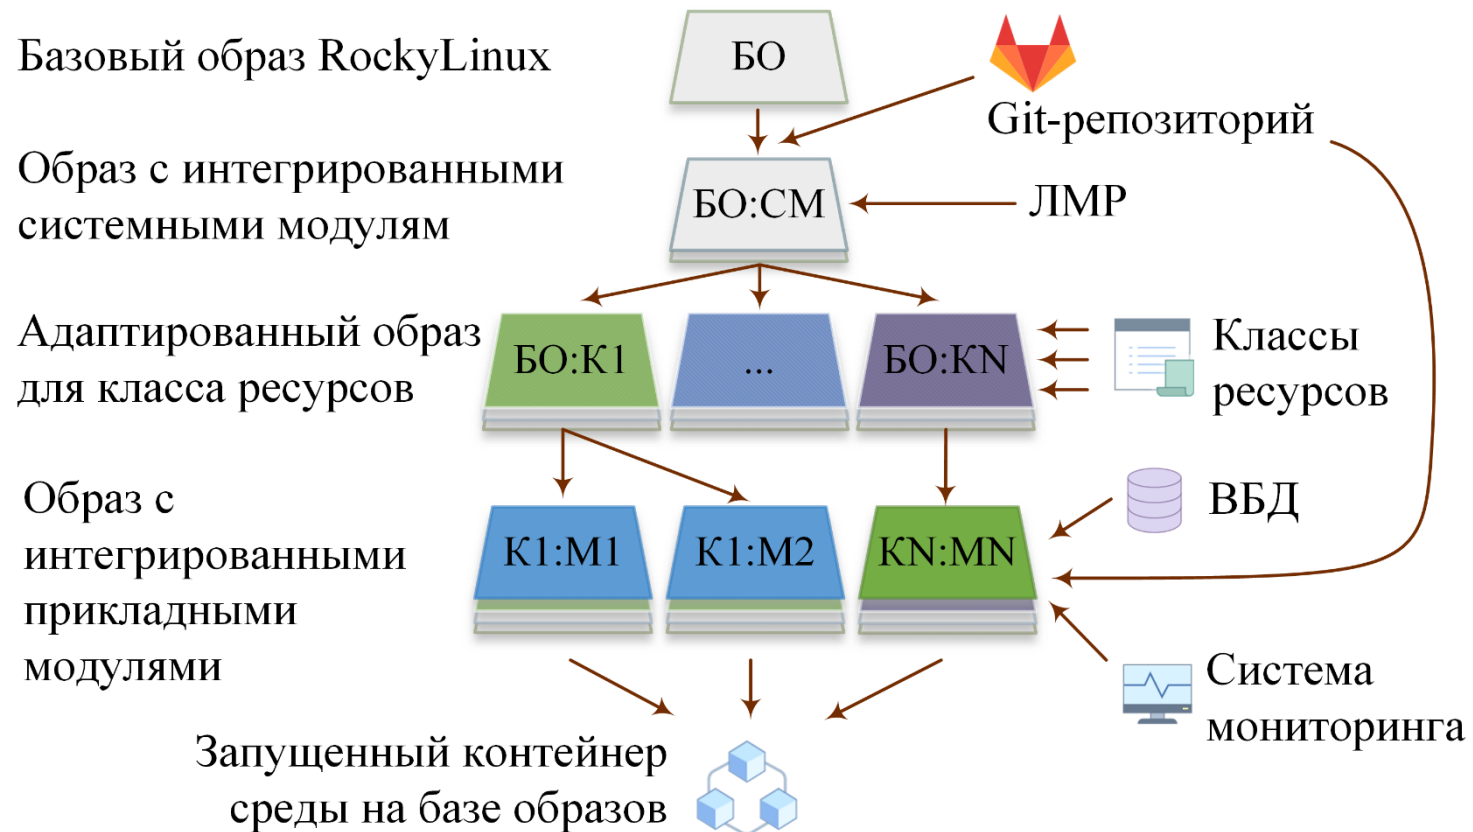 Базовый образ RockyLinux
БО
Git-репозиторий
Образ с интегрированными
системными модулям
БО:СМ
ЛМР
Адаптированный образ
для класса ресурсов
БО:К1
...
БО:KN
Классы
ресурсов
Образ с
интегрированными
прикладными
модулями
К1:М1
К1:М2
KN:MN
ВБД
Система
мониторинга
Запущенный контейнер
среды на базе образов